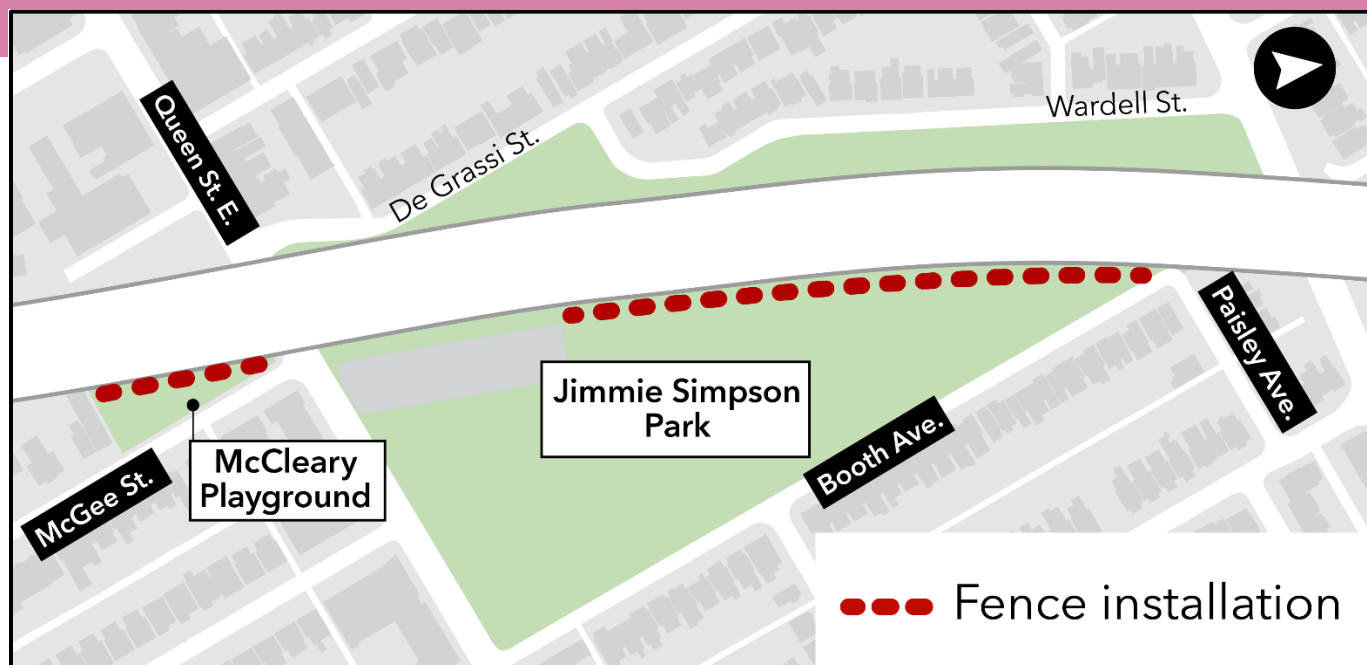 Queen St. E.
De Grassi St.
Wardell St.
Paisley Ave.
Jimmie Simpson
Park
Booth Ave.
McCleary
Playground
McGee St.
Fence installation